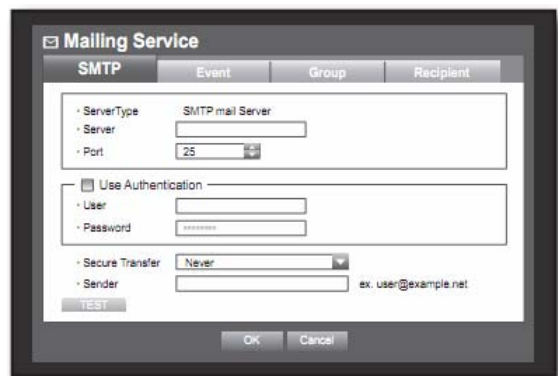 Mailing Service
SMTP Event Group Recipient
· ServerType SMTP mail Server
· Server
· Port 25
Use Authentication
· User
· Password ********
· Secure Transfer Never
· Sender ex. user@example.net
TEST
OK Cancel